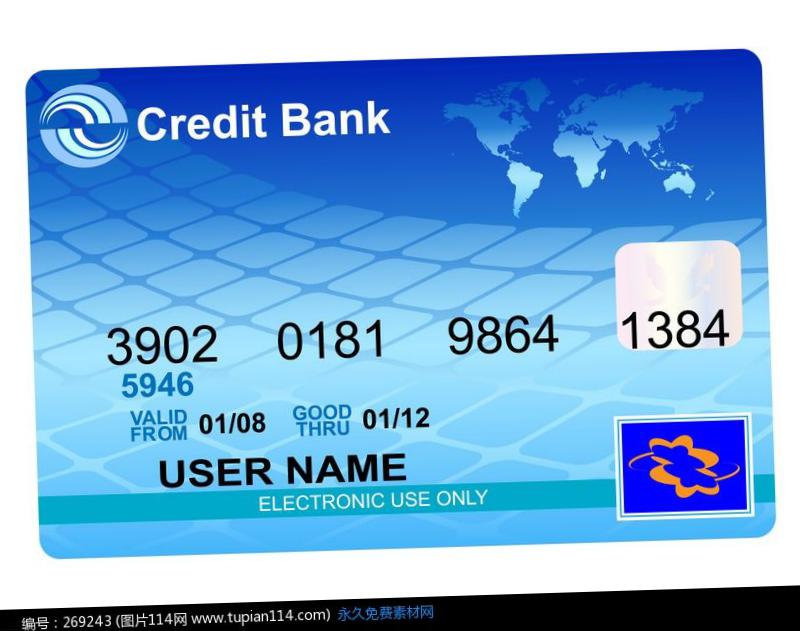 Credit Bank
3902 0181 9864 1384
5946
VALID FROM 01/08 GOOD THRU 01/12
USER NAME
ELECTRONIC USE ONLY
编号：269243 (图片114网 www.tupian114.com) 永久免费素材网